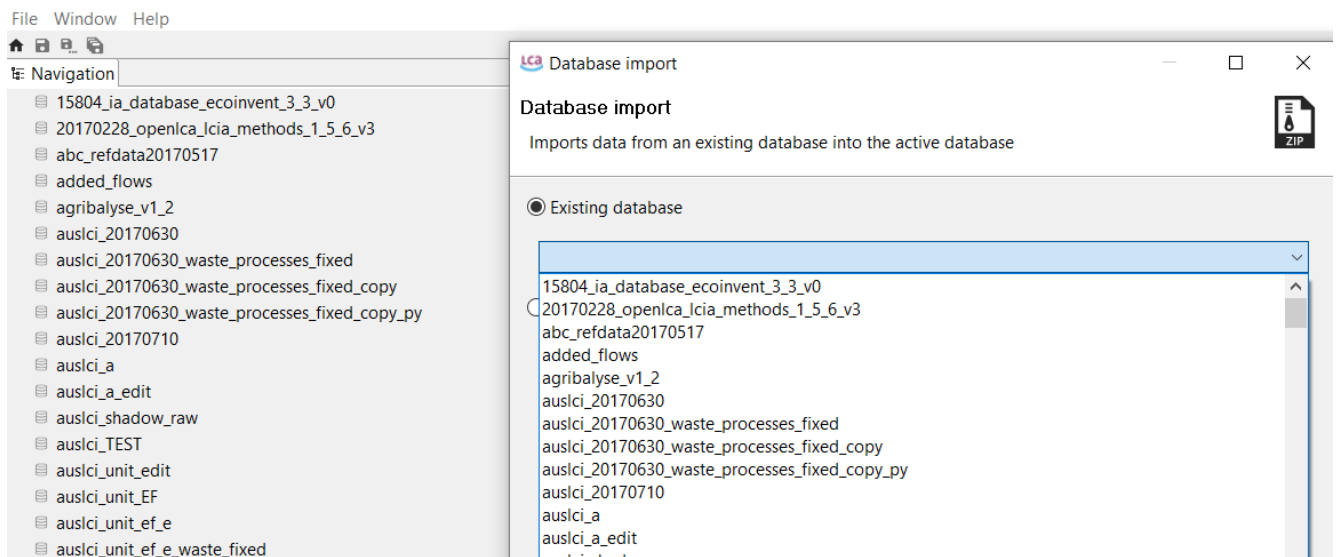 File Window Help
Navigation
15804_ia_database_ecoinvent_3_3_v0
20170228_openlca_lcia_methods_1_5_6_v3
abc_refdata20170517
added_flows
agribalyse_v1_2
auslci_20170630
auslci_20170630_waste_processes_fixed
auslci_20170630_waste_processes_fixed_copy
auslci_20170630_waste_processes_fixed_copy_py
auslci_20170710
auslci_a
auslci_a_edit
auslci_shadow_raw
auslci_TEST
auslci_unit_edit
auslci_unit_EF
auslci_unit_ef_e
auslci_unit_ef_e_waste_fixed
LCa Database import
Database import
Imports data from an existing database into the active database
ZIP
Existing database
15804_ia_database_ecoinvent_3_3_v0
20170228_openlca_lcia_methods_1_5_6_v3
abc_refdata20170517
added_flows
agribalyse_v1_2
auslci_20170630
auslci_20170630_waste_processes_fixed
auslci_20170630_waste_processes_fixed_copy
auslci_20170630_waste_processes_fixed_copy_py
auslci_20170710
auslci_a
auslci_a_edit